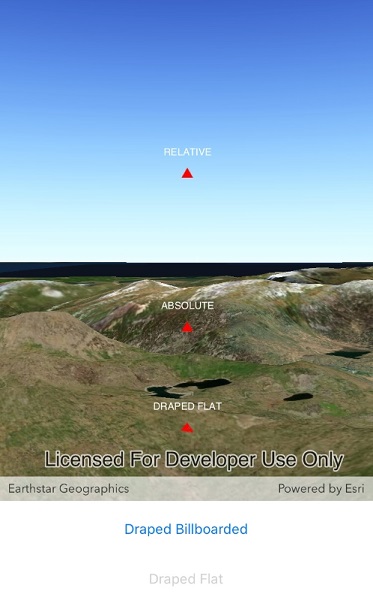 RELATIVE
ABSOLUTE
DRAPED FLAT
Licensed For Developer Use Only
Earthstar Geographics Powered by Esri
Draped Billboarded
Draped Flat